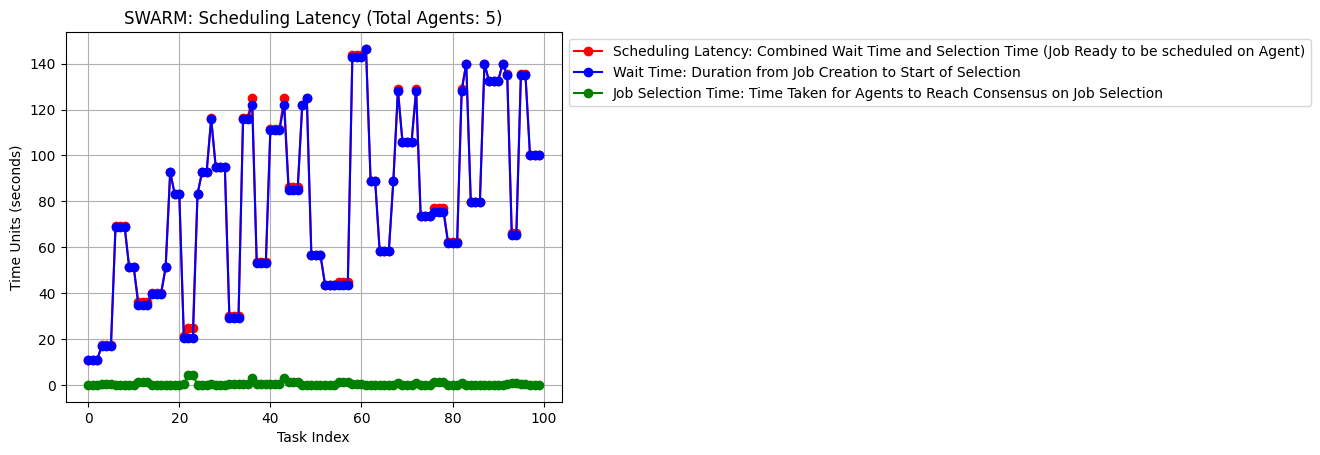 SWARM: Scheduling Latency (Total Agents: 5)
Scheduling Latency: Combined Wait Time and Selection Time (Job Ready to be scheduled on Agent)
Wait Time: Duration from Job Creation to Start of Selection
Job Selection Time: Time Taken for Agents to Reach Consensus on Job Selection
Time Units (seconds)
140
120
100
80
60
40
20
0
0 20 40 60 80 100
Task Index